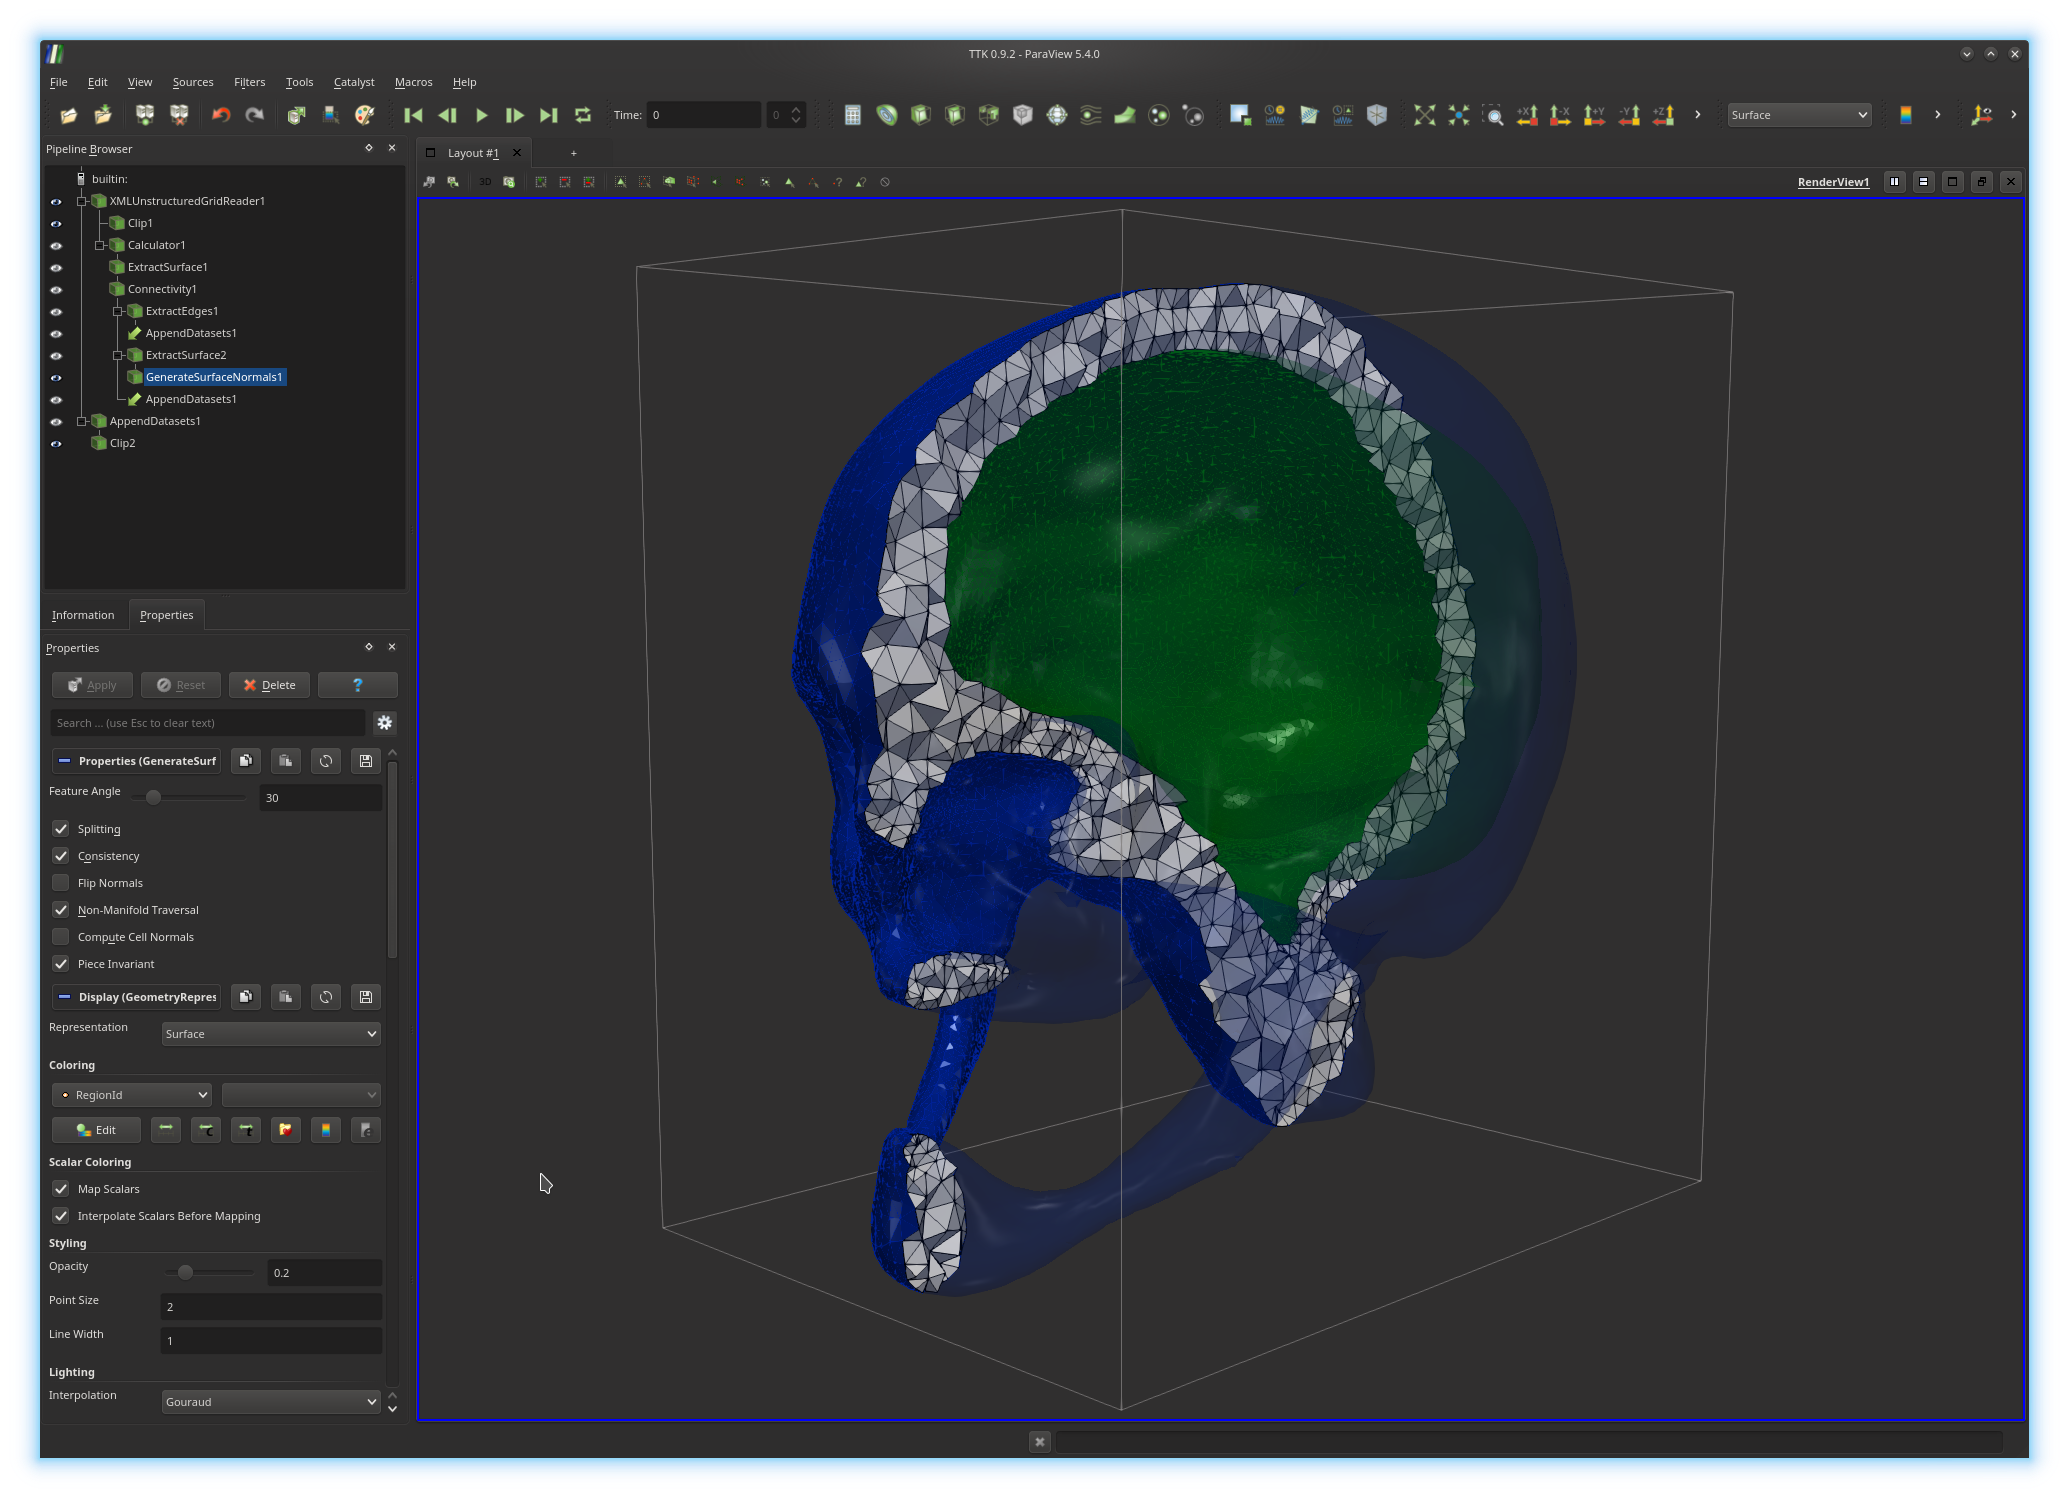 TTK 0.9.2 - ParaView 5.4.0
File Edit View Sources Filters Tools Catalyst Macros Help
Time: 0 0 Surface
Pipeline Browser
Layout #1 +
3D RenderView1
builtin:
XMLUnstructuredGridReader1
Clip1
Calculator1
ExtractSurface1
Connectivity1
ExtractEdges1
AppendDatasets1
ExtractSurface2
GenerateSurfaceNormals1
AppendDatasets1
AppendDatasets1
Clip2
Information Properties
Properties
Apply Reset Delete ?
Search ... (use Esc to clear text)
Properties (GenerateSurf
Feature Angle 30
Splitting
Consistency
Flip Normals
Non-Manifold Traversal
Compute Cell Normals
Piece Invariant
Display (GeometryRepres
Representation Surface
Coloring
RegionId
Edit
Scalar Coloring
Map Scalars
Interpolate Scalars Before Mapping
Styling
Opacity 0.2
Point Size 2
Line Width 1
Lighting
Interpolation Gouraud